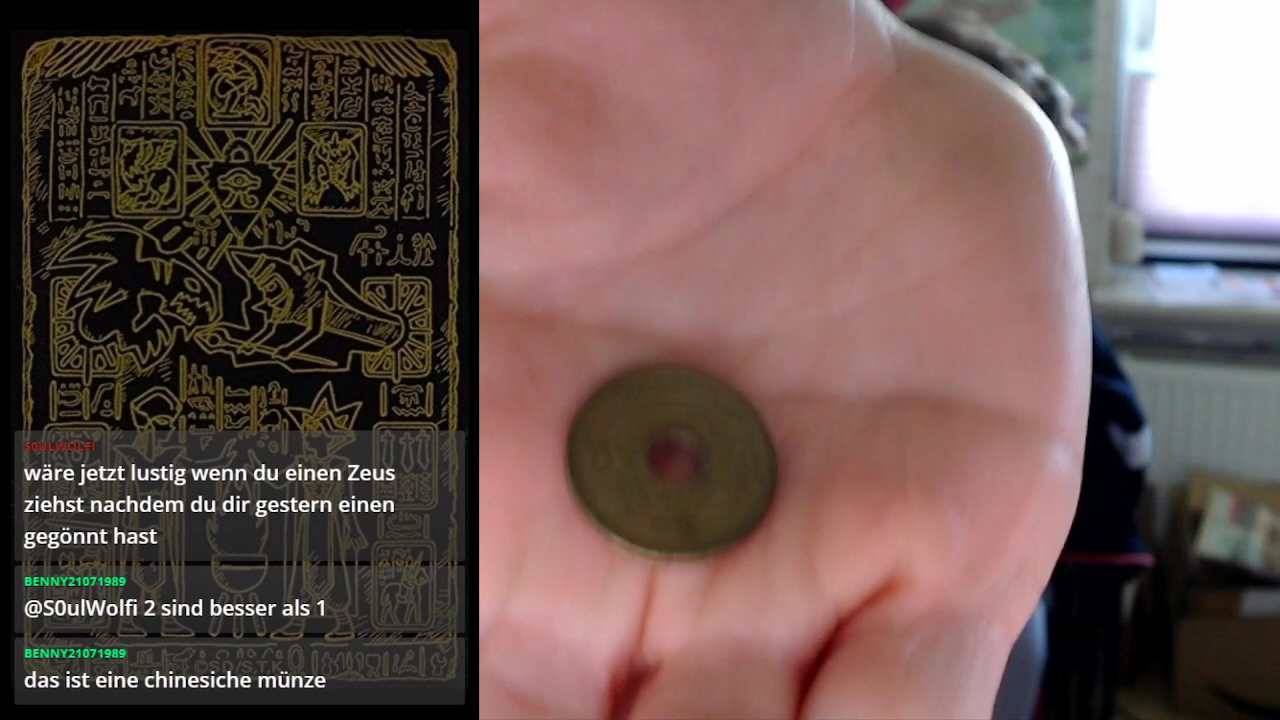 S0ULWOLFI
wäre jetzt lustig wenn du einen Zeus
ziehst nachdem du dir gestern einen
gegönnt hast
BENNY21071989
@S0ulWolfi 2 sind besser als 1
BENNY21071989
das ist eine chinesiche münze